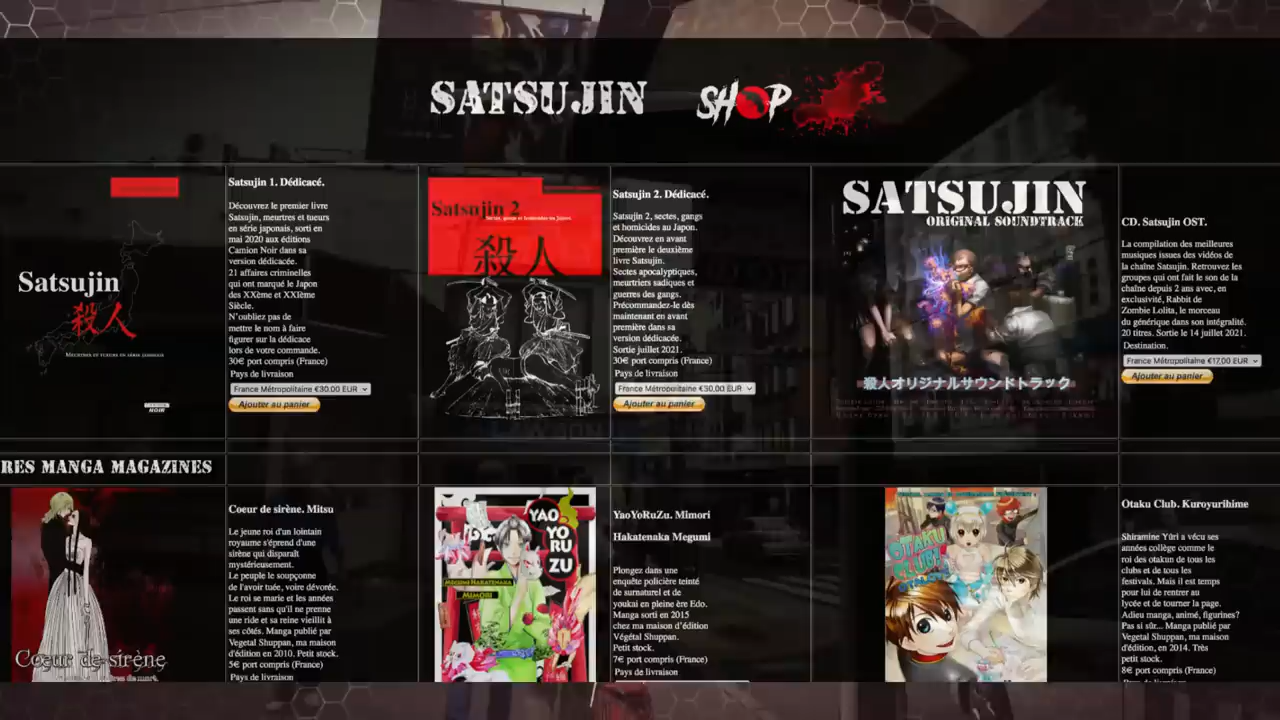 SATSUJIN SHOP
Satsujin
殺人
MEURTRES ET TUEURS EN SÉRIE JAPONAIS
NOIR
Satsujin 1. Dédicacé.
Découvrez le premier livre
Satsujin, meurtres et tueurs
en série japonais, sorti en
mai 2020 aux éditions
Camion Noir dans sa
version dédicacée.
21 affaires criminelles
qui ont marqué le Japon
des XXème et XXIème
Siècle.
N'oubliez pas de
mettre le nom à faire
figurer sur la dédicace
lors de votre commande.
30€ port compris (France)
Pays de livraison
France Métropolitaine €30,00 EUR
Ajouter au panier
Satsujin 2
Sectes, gangs et homicides au Japon
殺人
Satsujin 2. Dédicacé.
Satsujin 2, sectes, gangs
et homicides au Japon.
Découvrez en avant
première le deuxième
livre Satsujin.
Sectes apocalyptiques,
meurtriers sadiques et
guerres des gangs.
Précommandez-le dès
maintenant en avant
première dans sa
version dédicacée.
Sortie juillet 2021.
30€ port compris (France)
Pays de livraison
France Métropolitaine €30,00 EUR
Ajouter au panier
SATSUJIN
ORIGINAL SOUNDTRACK
殺人オリジナルサウンドトラック
CD. Satsujin OST.
La compilation des meilleures
musiques issues des vidéos de
la chaîne Satsujin. Retrouvez les
groupes qui ont fait le son de la
chaîne depuis 2 ans avec, en
exclusivité, Rabbit de
Zombie Lolita, le morceau
du générique dans son intégralité.
20 titres. Sortie le 14 juillet 2021.
Destination.
France Métropolitaine €17,00 EUR
Ajouter au panier
RES MANGA MAGAZINES
Coeur de sirène
Coeur de sirène. Mitsu
Le jeune roi d'un lointain
royaume s'éprend d'une
sirène qui disparaît
mystérieusement.
Le peuple le soupçonne
de l'avoir tuée, voire dévorée.
Le roi se marie et les années
passent sans qu'il ne prenne
une ride et sa reine vieillit à
ses côtés. Manga publié par
Vegetal Shuppan, ma maison
d'édition en 2010. Petit stock.
5€ port compris (France)
Pays de livraison
YAO
YO
RU
ZU
MEGUMI HAKATENAKA
MIMORI
YaoYoRuZu. Mimori
Hakatenaka Megumi
Plongez dans une
enquête policière teinté
de surnaturel et de
youkai en pleine ère Edo.
Manga sorti en 2015
chez ma maison d'édition
Végétal Shuppan.
Petit stock.
7€ port compris (France)
Pays de livraison
OTAKU
CLUB!
Otaku Club. Kuroyurihime
Shiramine Yûri a vécu ses
années collège comme le
roi des otakun de tous les
clubs et de tous les
festivals. Mais il est temps
pour lui de rentrer au
lycée et de tourner la page.
Adieu manga, animé, figurines?
Pas si sûr... Manga publié par
Vegetal Shuppan, ma maison
d'édition, en 2014. Très
petit stock.
8€ port compris (France)